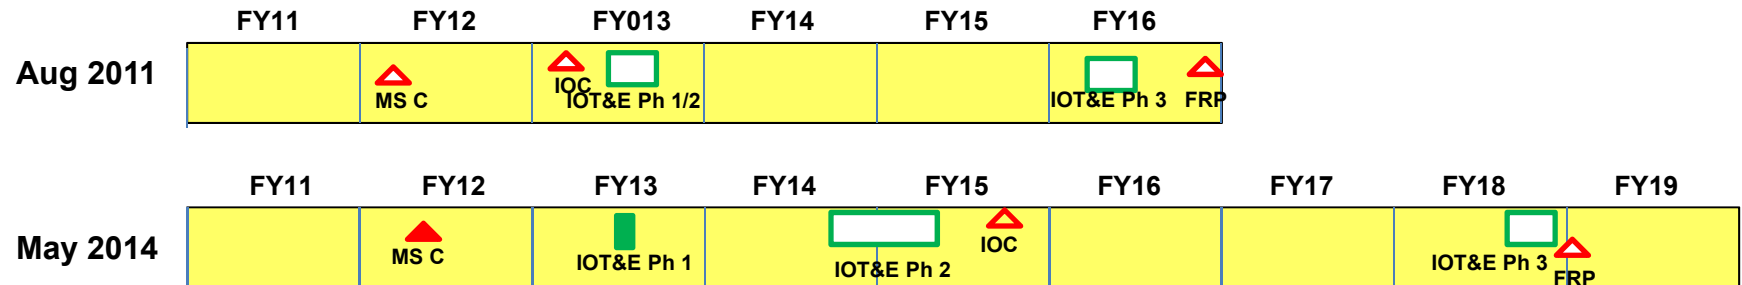 FY11 FY12 FY013 FY14 FY15 FY16
Aug 2011
MS C
IOC
IOT&E Ph 1/2
IOT&E Ph 3
FRP
FY11 FY12 FY13 FY14 FY15 FY16 FY17 FY18 FY19
May 2014
MS C
IOT&E Ph 1
IOT&E Ph 2
IOC
IOT&E Ph 3
FRP